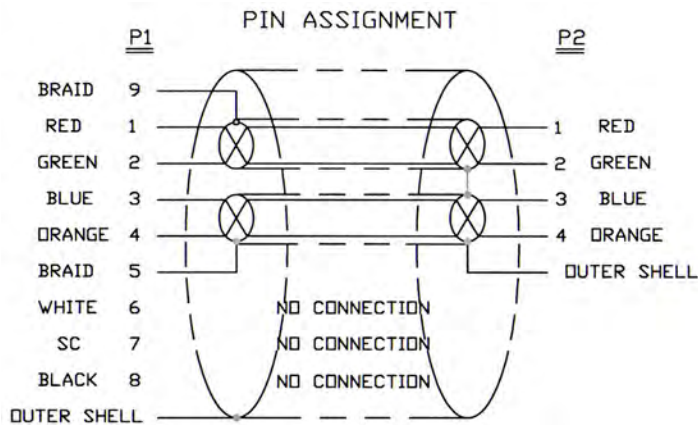 PIN ASSIGNMENT
P1 P2
BRAID 9
RED 1 1 RED
GREEN 2 2 GREEN
BLUE 3 3 BLUE
ORANGE 4 4 ORANGE
BRAID 5 OUTER SHELL
WHITE 6 NO CONNECTION
SC 7 NO CONNECTION
BLACK 8 NO CONNECTION
OUTER SHELL